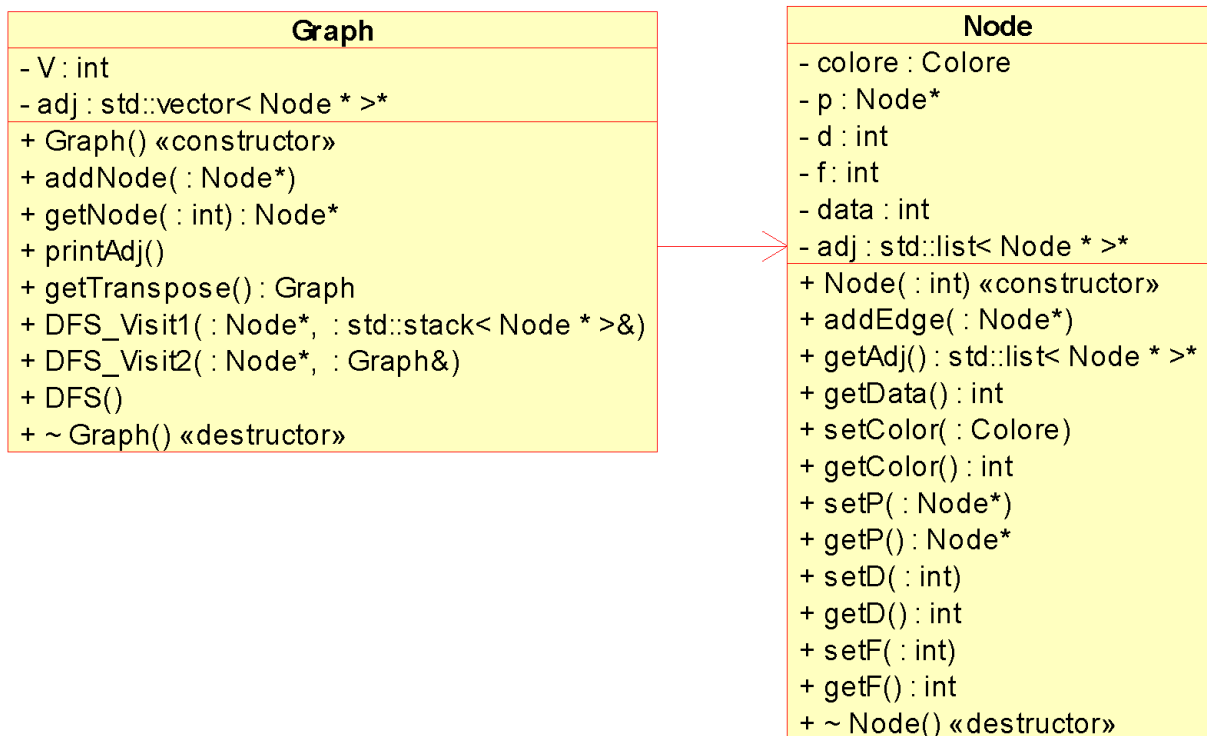 Graph
- V : int
- adj : std::vector< Node * >*
+ Graph() «constructor»
+ addNode( : Node*)
+ getNode( : int) : Node*
+ printAdj()
+ getTranspose() : Graph
+ DFS_Visit1( : Node*, : std::stack< Node * >&)
+ DFS_Visit2( : Node*, : Graph&)
+ DFS()
+ ~ Graph() «destructor»
Node
- colore : Colore
- p : Node*
- d : int
- f : int
- data : int
- adj : std::list< Node * >*
+ Node( : int) «constructor»
+ addEdge( : Node*)
+ getAdj() : std::list< Node * >*
+ getData() : int
+ setColor( : Colore)
+ getColor() : int
+ setP( : Node*)
+ getP() : Node*
+ setD( : int)
+ getD() : int
+ setF( : int)
+ getF() : int
+ ~ Node() «destructor»